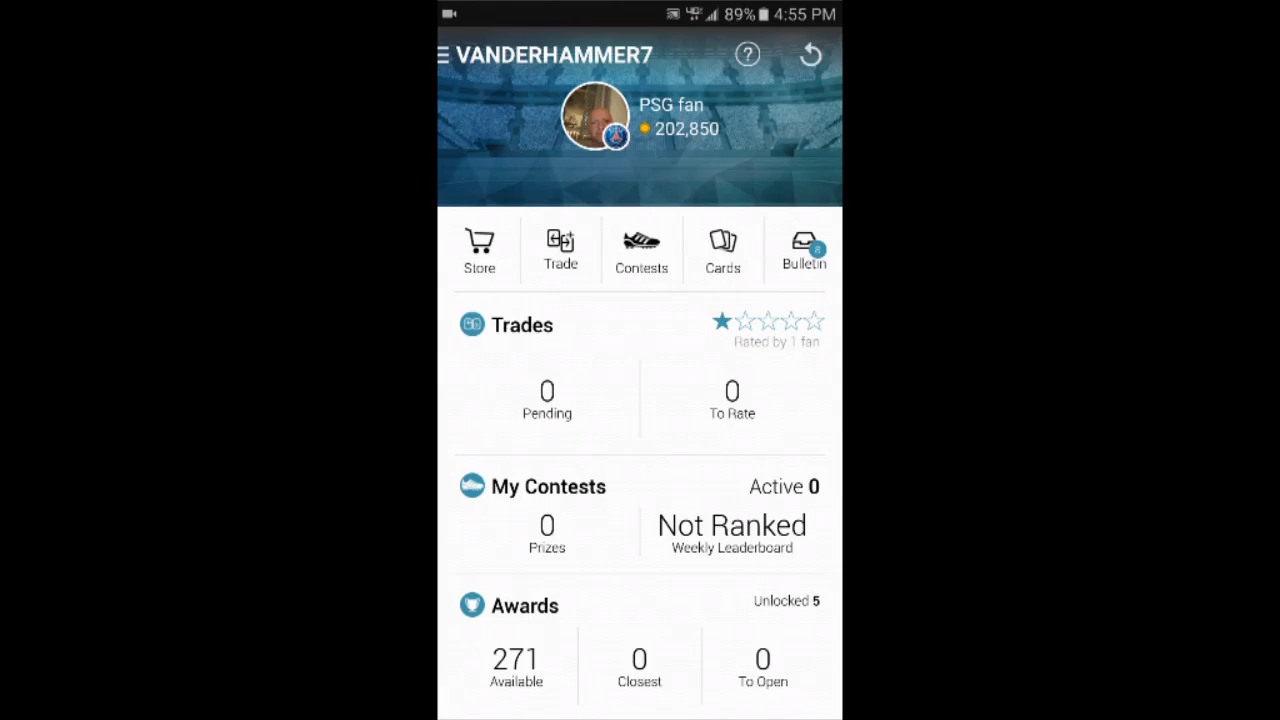 89% 4:55 PM
VANDERHAMMER7 ?
PSG fan
202,850
Store
Trade
Contests
Cards
8
Bulletin
Trades
Rated by 1 fan
0
Pending
0
To Rate
My Contests
Active 0
0
Prizes
Not Ranked
Weekly Leaderboard
Awards
Unlocked 5
271
Available
0
Closest
0
To Open